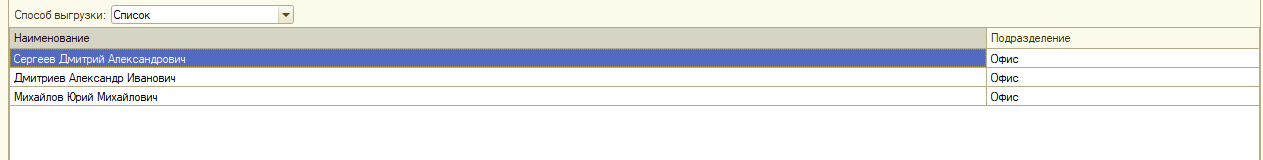 Способ выгрузки: Список
Наименование Подразделение
Сергеев Дмитрий Александрович Офис
Дмитриев Александр Иванович Офис
Михайлов Юрий Михайлович Офис